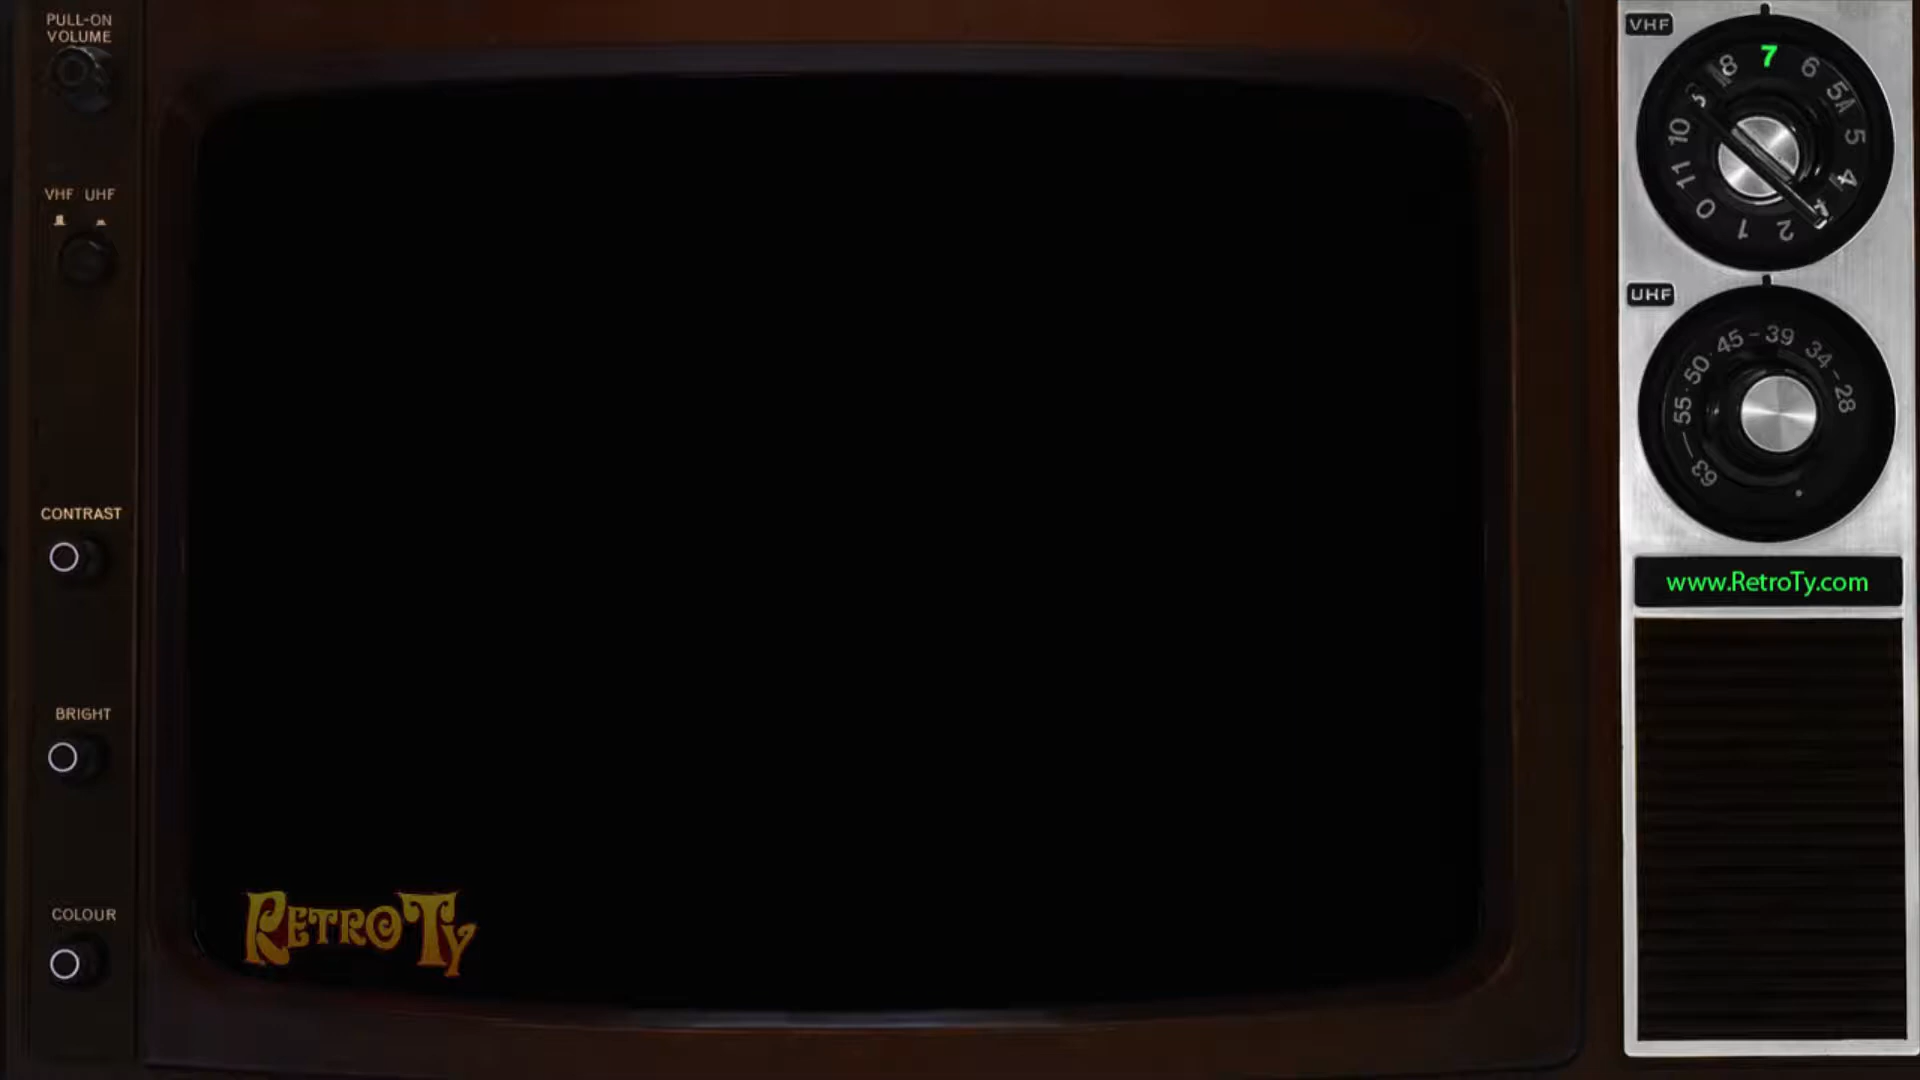 PULL-ON
VOLUME
VHF UHF
CONTRAST
BRIGHT
COLOUR
RETROTY
VHF
7
6
5A
5
4
2
1
0
11
10
8
UHF
63 55 50 45 39 34 28
www.RetroTy.com